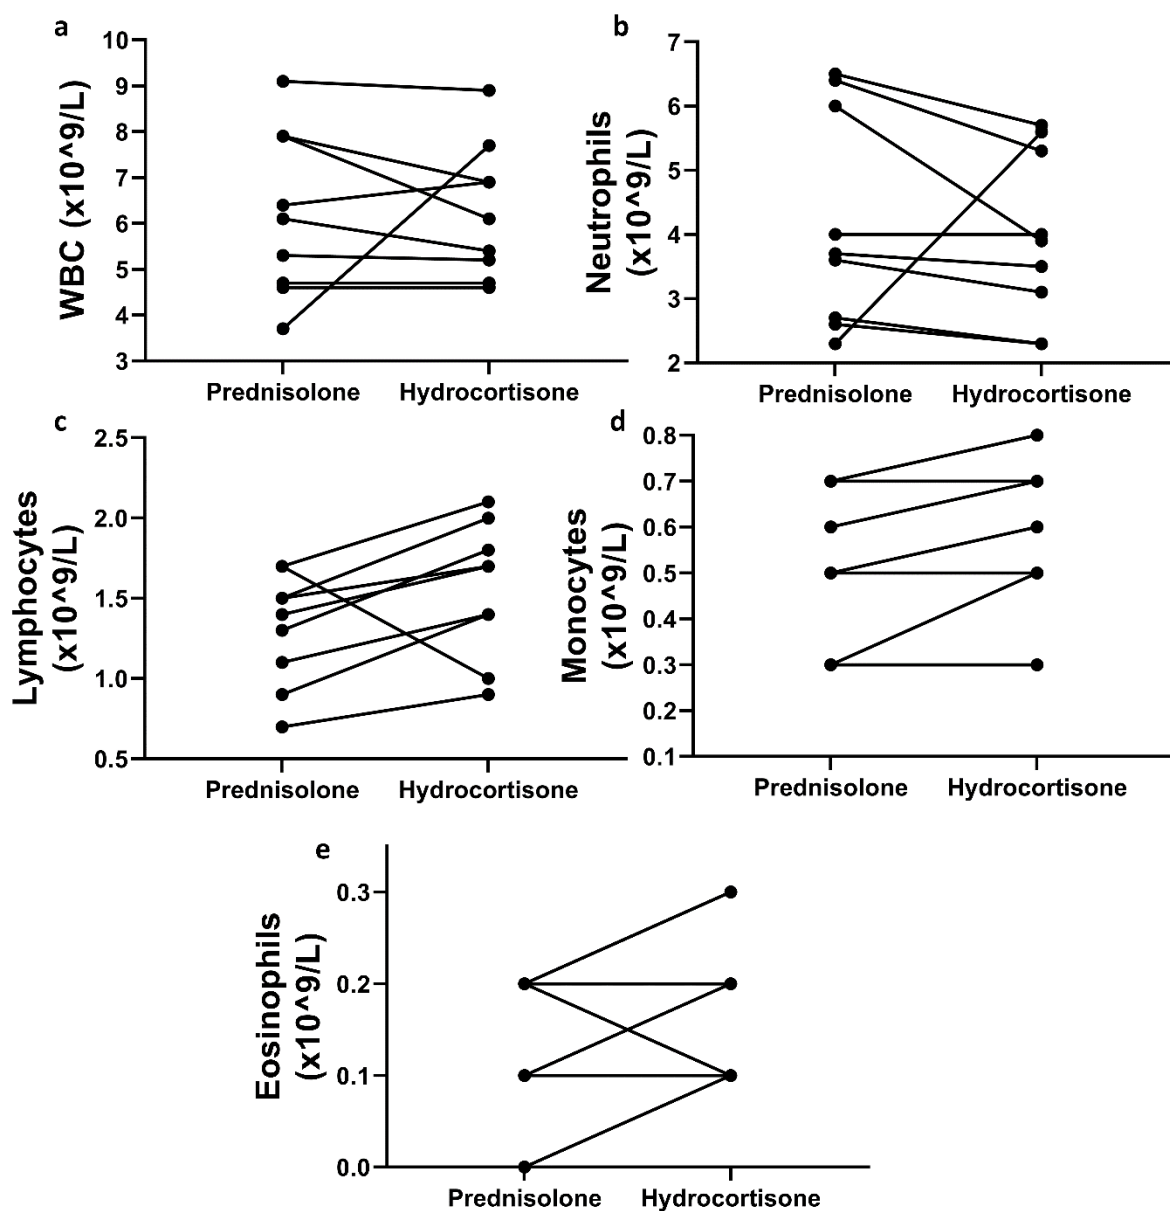 a
WBC (x10^9/L)
10
9
8
7
6
5
4
3
Prednisolone Hydrocortisone
b
Neutrophils
(x10^9/L)
7
6
5
4
3
2
Prednisolone Hydrocortisone
c
Lymphocytes
(x10^9/L)
2.5
2.0
1.5
1.0
0.5
Prednisolone Hydrocortisone
d
Monocytes
(x10^9/L)
0.8
0.7
0.6
0.5
0.4
0.3
0.2
0.1
Prednisolone Hydrocortisone
e
Eosinophils
(x10^9/L)
0.3
0.2
0.1
0.0
Prednisolone Hydrocortisone